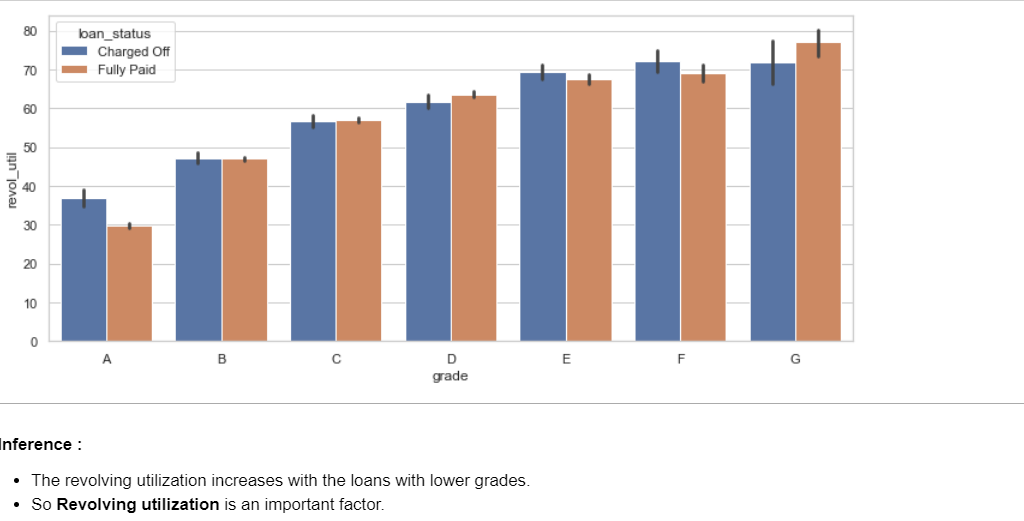 loan_status
Charged Off
Fully Paid
80
70
60
50
40
30
20
10
0
revol_util
A B C D E F G
grade
Inference :
The revolving utilization increases with the loans with lower grades.
So Revolving utilization is an important factor.